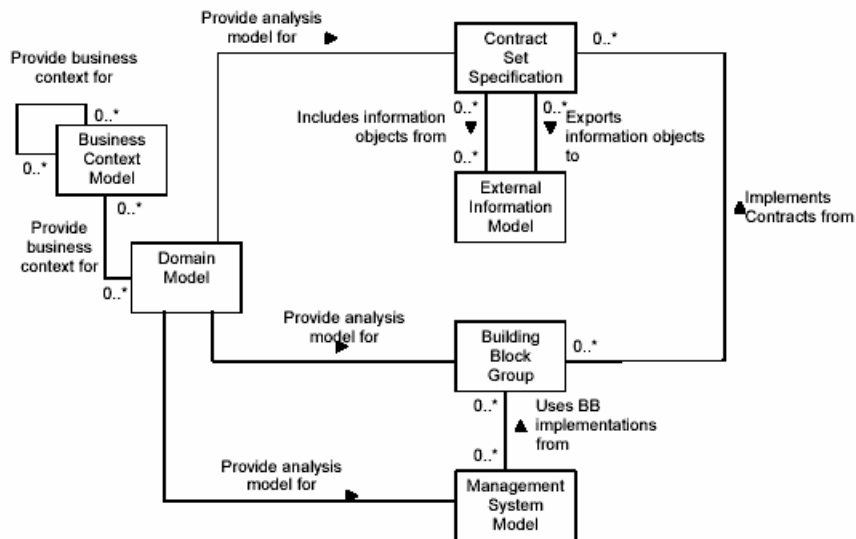 Provide analysis
model for
0..*
Contract
Set
Specification
Provide business
context for
0..*
0..*
Includes information
objects from
0..*
Exports
information objects
to
0..*
Business
Context
Model
0..*
0..*
External
Information
Model
Implements
Contracts from
Provide
business
context for
0..*
Domain
Model
Provide analysis
model for
Building
Block
Group
0..*
0..*
Uses BB
implementations
from
0..*
Provide analysis
model for
Management
System
Model